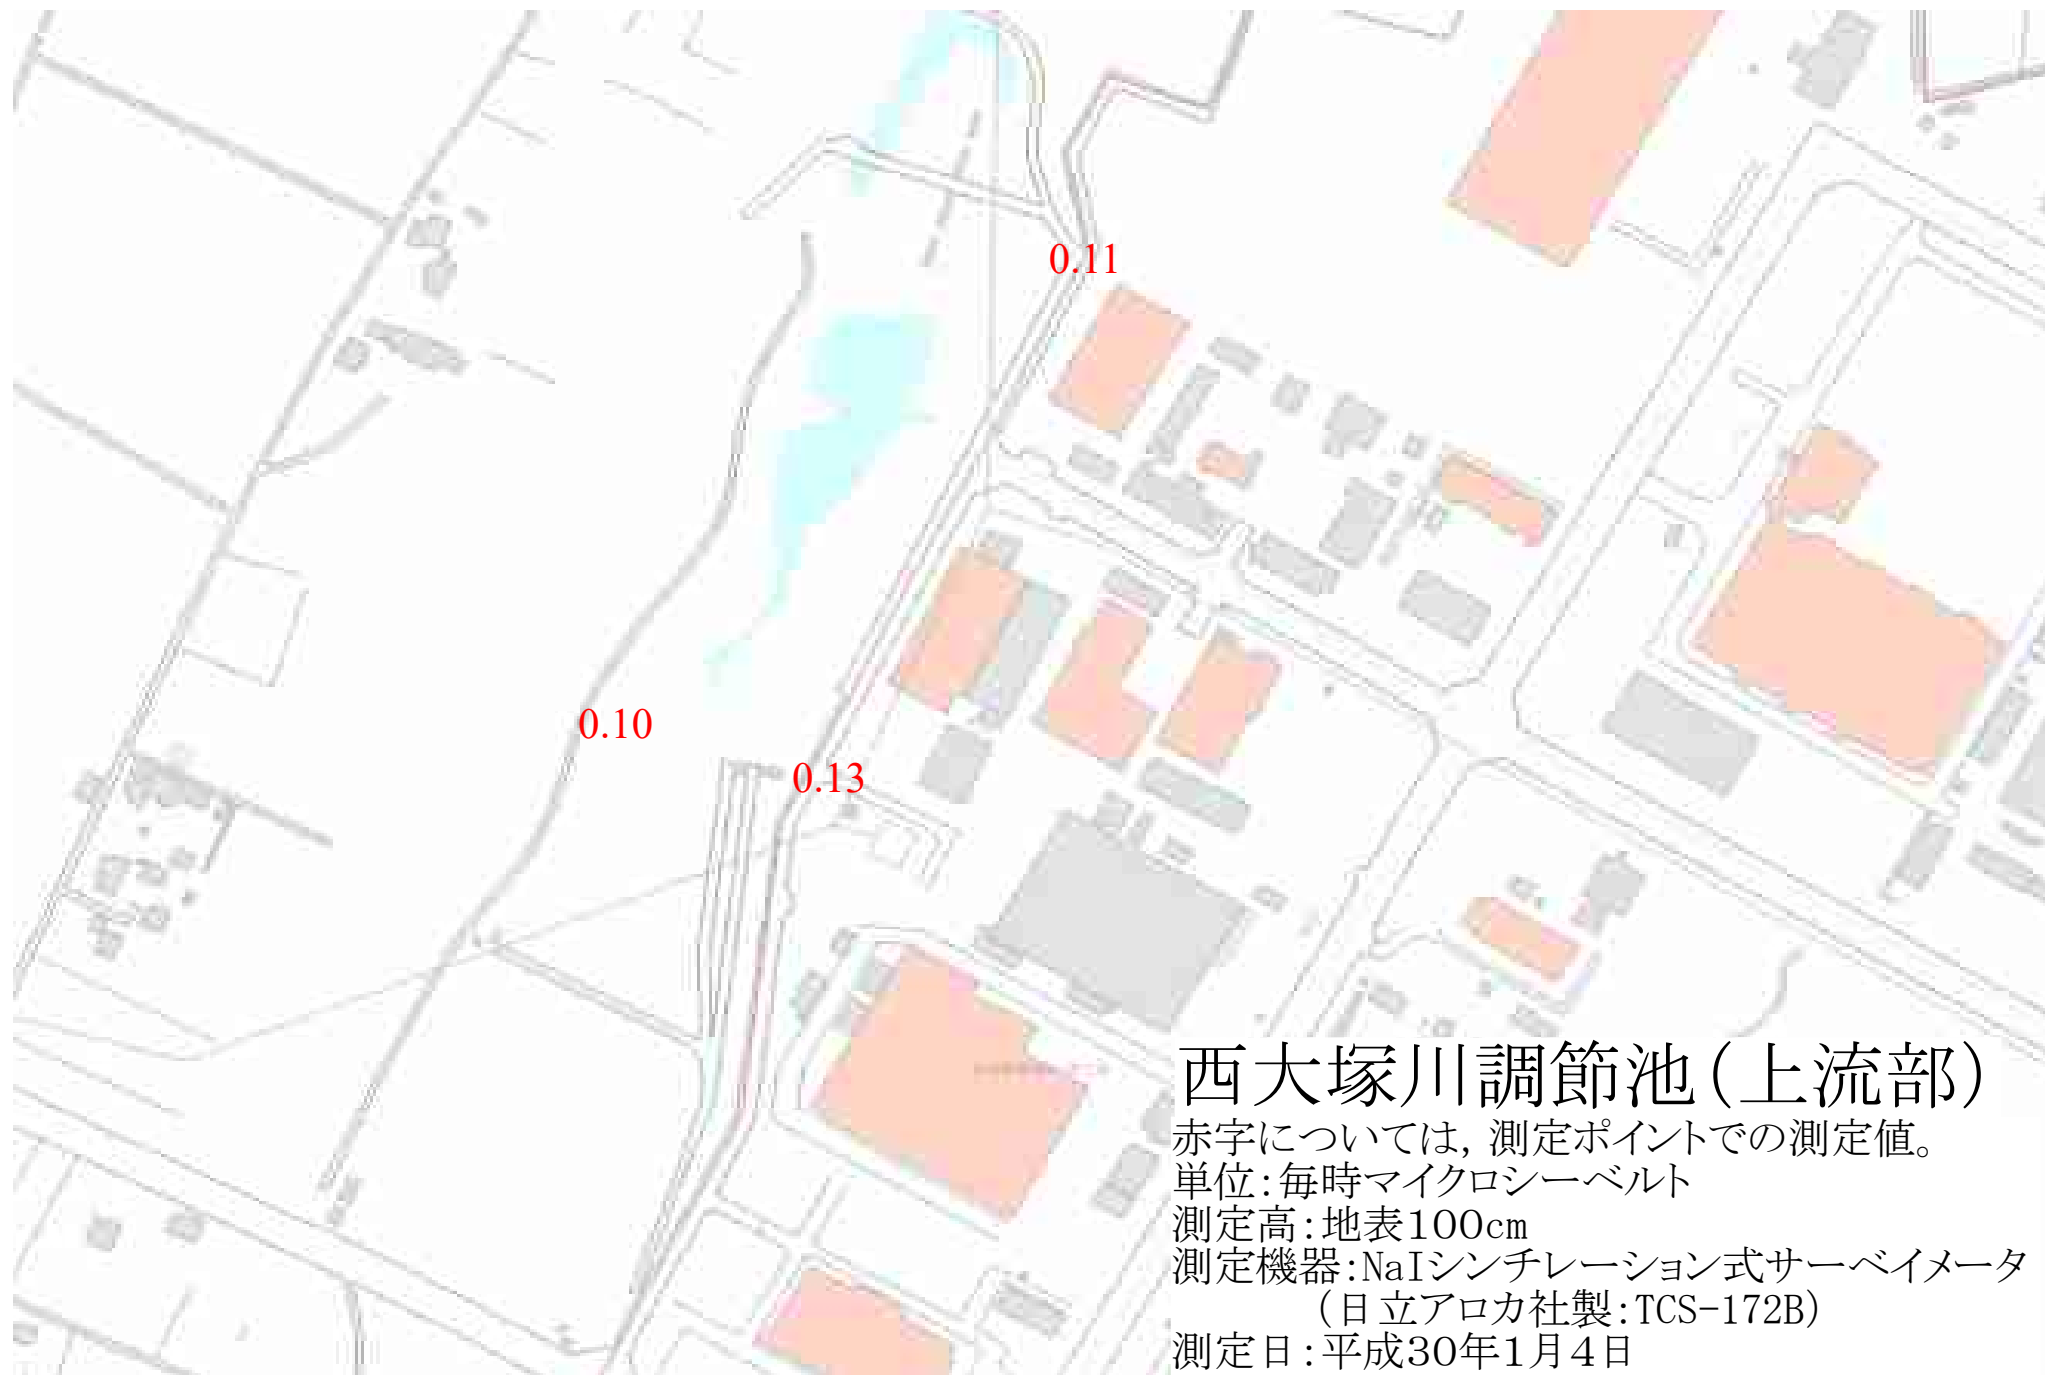 0.11
0.10
0.13
西大塚川調節池(上流部)
赤字については,測定ポイントでの測定値。
単位:毎時マイクロシーベルト
測定高:地表100cm
測定機器:NaIシンチレーション式サーベイメータ
(日立アロカ社製:TCS-172B)
測定日:平成30年1月4日